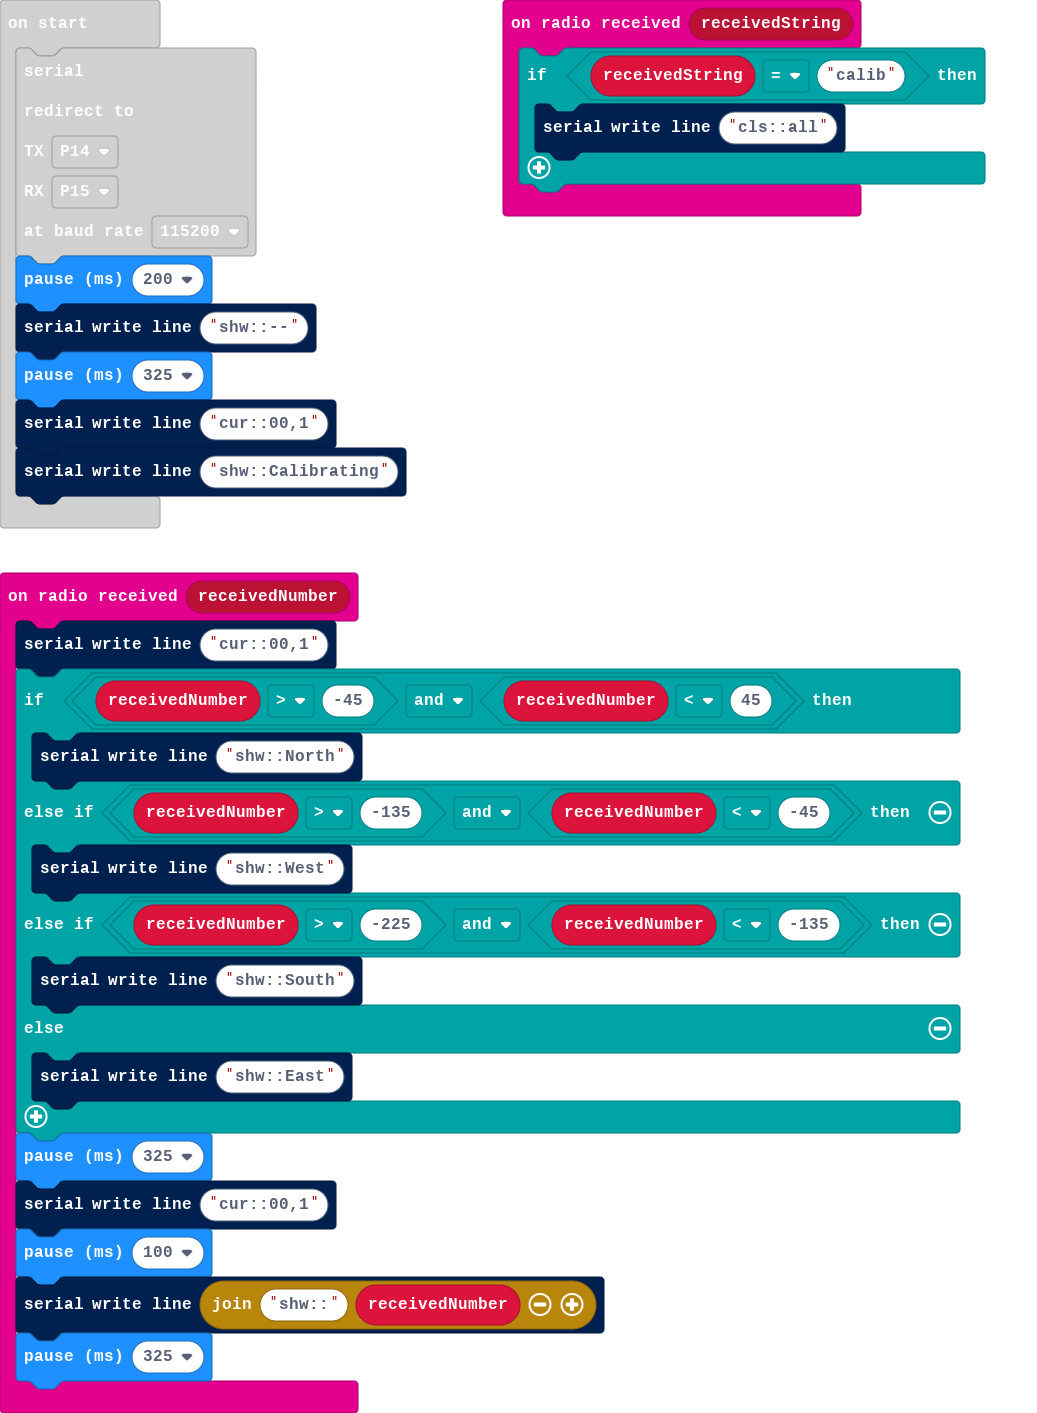 on start
serial
redirect to
TX P14
RX P15
at baud rate 115200
pause (ms) 200
serial write line "shw::--"
pause (ms) 325
serial write line "cur::00,1"
serial write line "shw::Calibrating"
on radio received receivedString
if receivedString = "calib" then
serial write line "cls::all"
on radio received receivedNumber
serial write line "cur::00,1"
if receivedNumber > -45 and receivedNumber < 45 then
serial write line "shw::North"
else if receivedNumber > -135 and receivedNumber < -45 then
serial write line "shw::West"
else if receivedNumber > -225 and receivedNumber < -135 then
serial write line "shw::South"
else
serial write line "shw::East"
pause (ms) 325
serial write line "cur::00,1"
pause (ms) 100
serial write line join "shw::" receivedNumber
pause (ms) 325